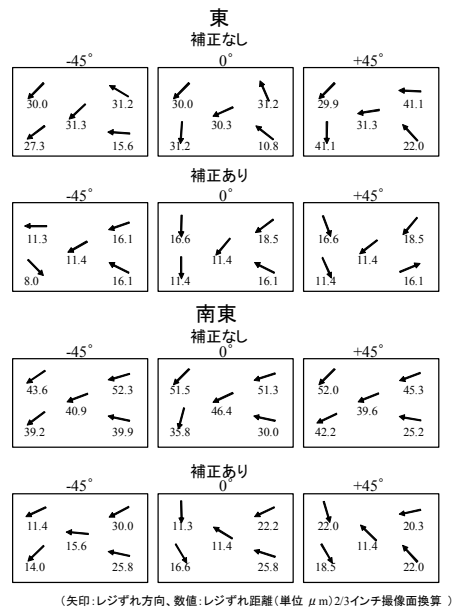 東
補正なし
-45° 0° +45°
30.0 31.2 30.0 31.2 29.9 41.1
31.3 30.3 31.3
27.3 15.6 31.2 10.8 41.1 22.0
補正あり
-45° 0° +45°
11.3 16.1 16.6 18.5 16.6 18.5
11.4 11.4 11.4
8.0 16.1 11.4 16.1 11.4 16.1
南東
補正なし
-45° 0° +45°
43.6 52.3 51.5 51.3 52.0 45.3
40.9 46.4 39.6
39.2 39.9 35.8 30.0 42.2 25.2
補正あり
-45° 0° +45°
11.4 30.0 11.3 22.2 22.0 20.3
15.6 11.4 11.4
14.0 25.8 16.6 25.8 18.5 22.0
(矢印:レジずれ方向、数値:レジずれ距離(単位 μm)2/3インチ撮像面換算 )